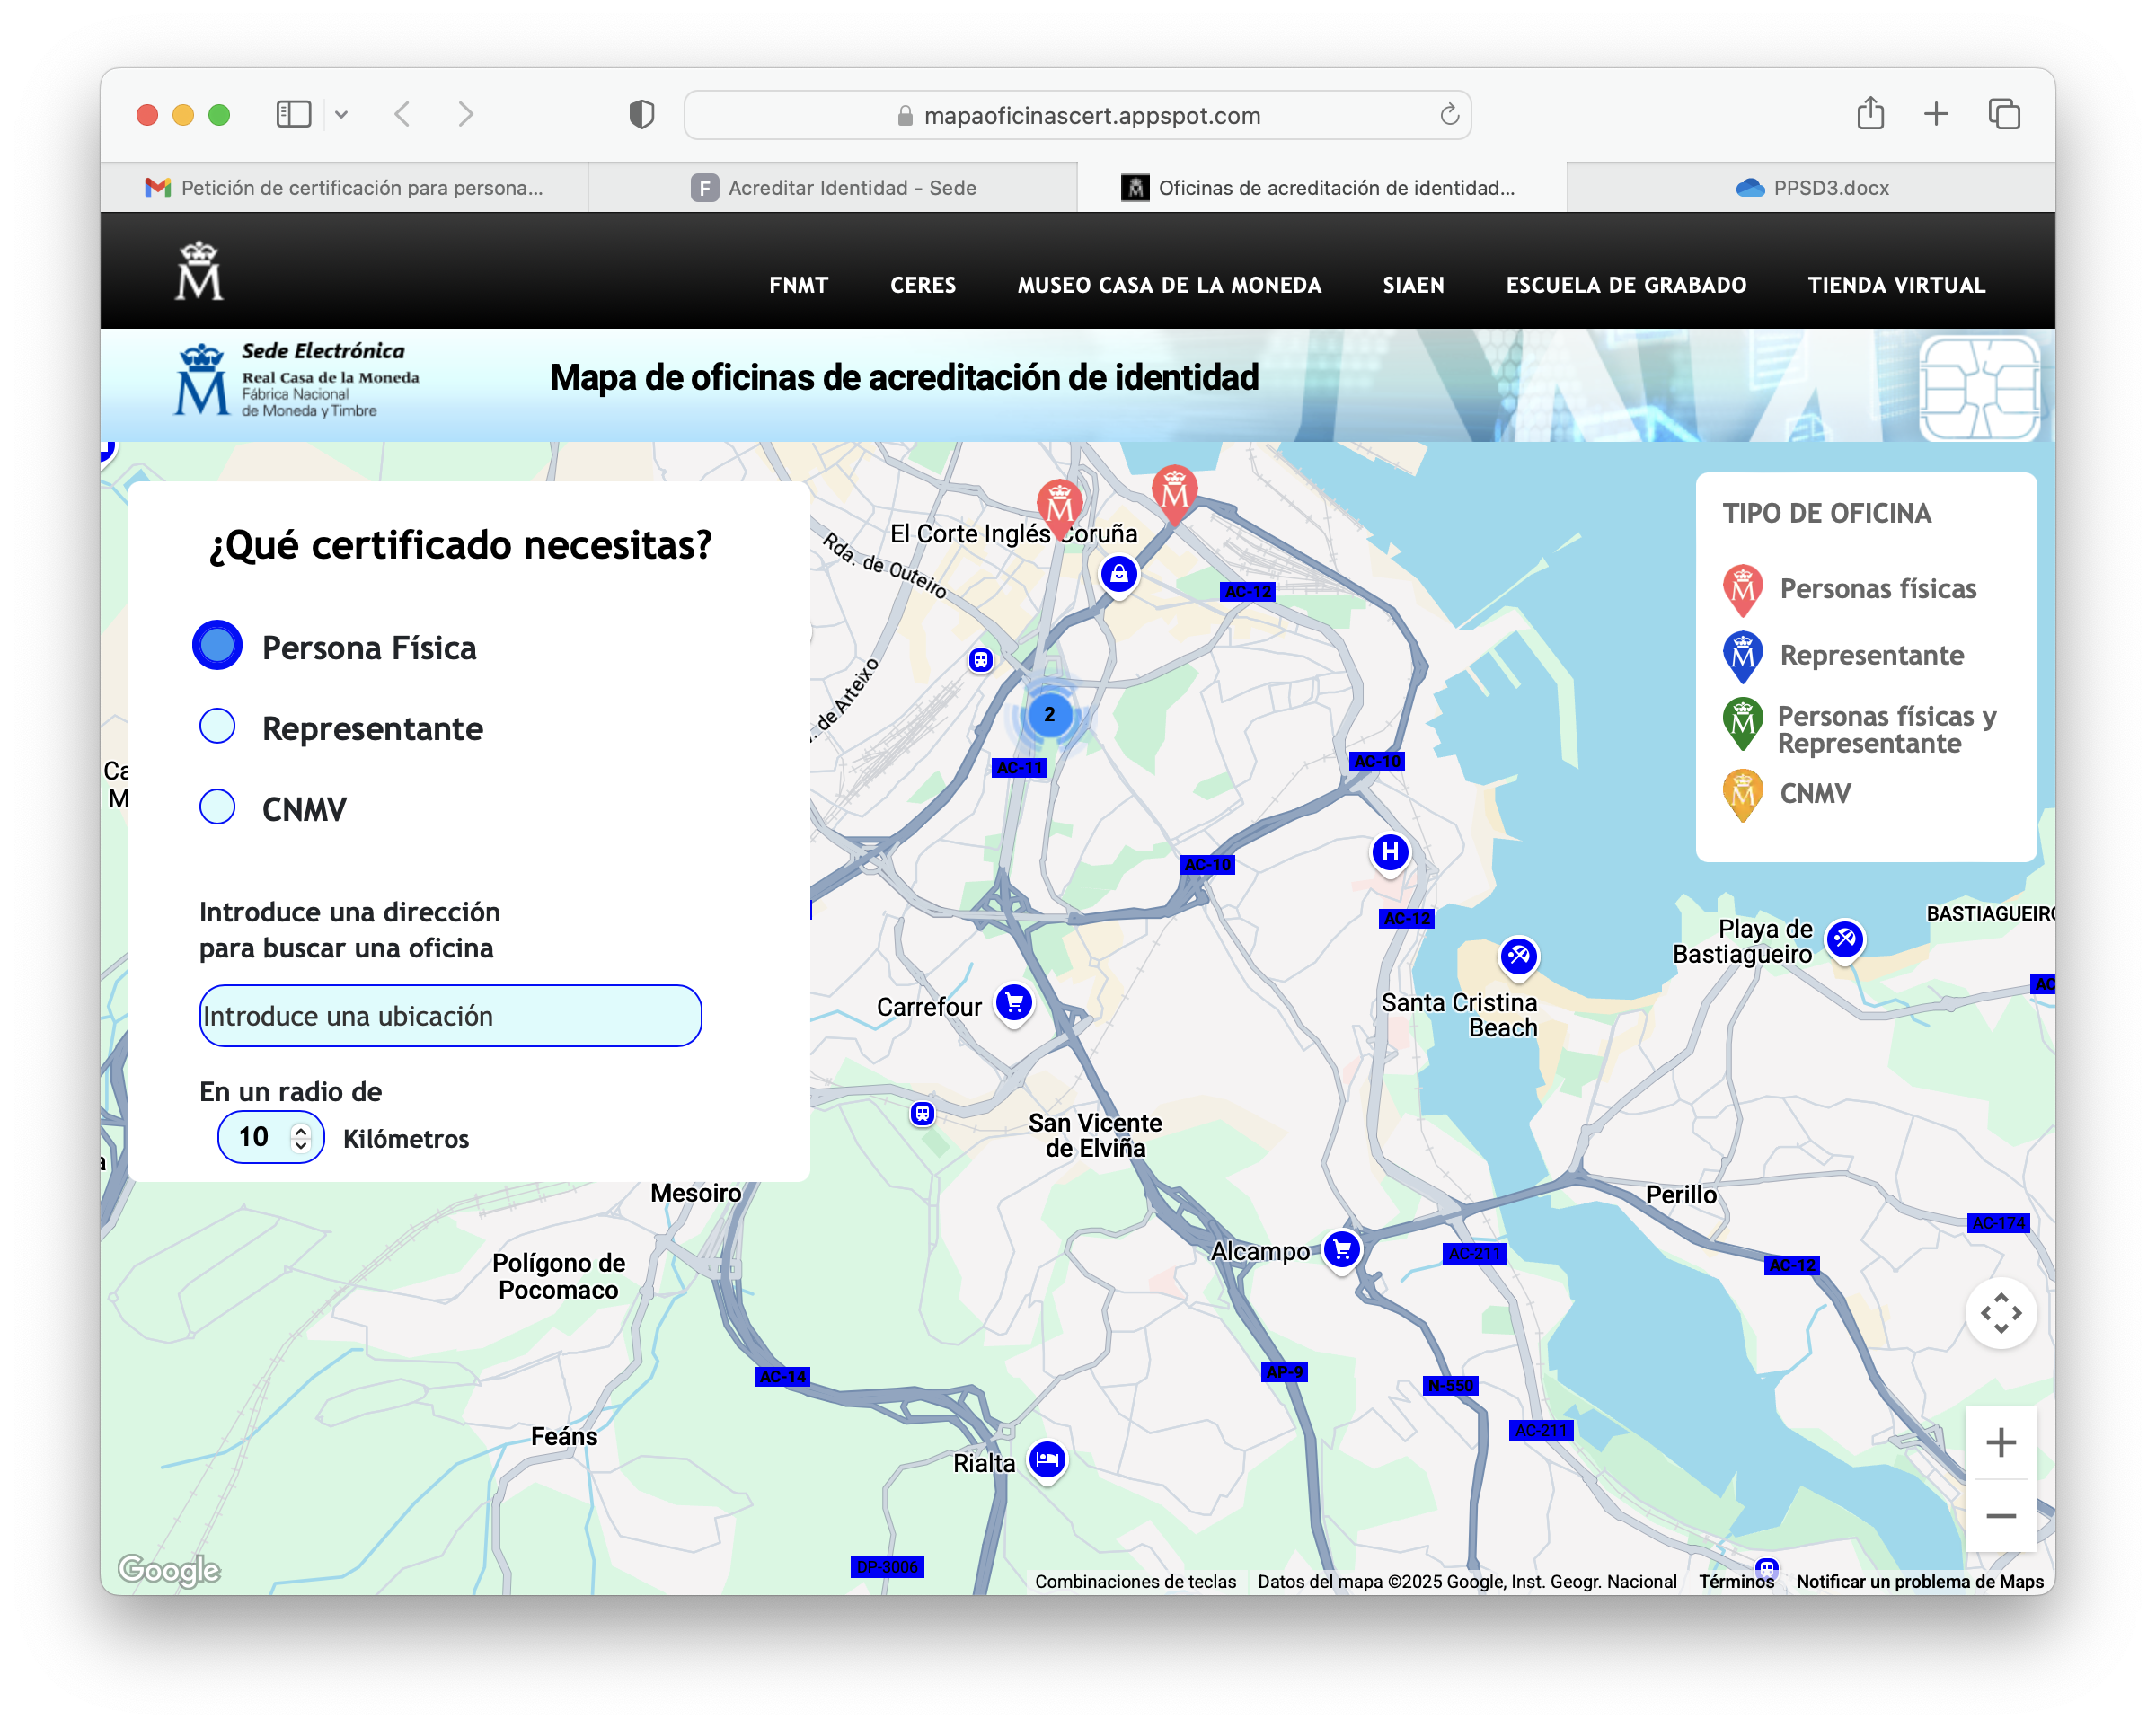 mapaoficinascert.appspot.com
Petición de certificación para persona...
F
Acreditar Identidad - Sede
Oficinas de acreditación de identidad...
PPSD3.docx
M
FNMT
CERES
MUSEO CASA DE LA MONEDA
SIAEN
ESCUELA DE GRABADO
TIENDA VIRTUAL
M
Sede Electrónica
Real Casa de la Moneda
Fábrica Nacional
de Moneda y Timbre
Mapa de oficinas de acreditación de identidad
¿Qué certificado necesitas?
Persona Física
Representante
CNMV
Introduce una dirección
para buscar una oficina
Introduce una ubicación
En un radio de
10
Kilómetros
TIPO DE OFICINA
M
Personas físicas
M
Representante
M
Personas físicas y
Representante
M
CNMV
M
M
El Corte Inglés Coruña
Rda. de Outeiro
AC-12
. de Arteixo
2
AC-11
AC-10
Ca
M
H
AC-10
AC-12
BASTIAGUEIRO
Playa de
Bastiagueiro
AC
Carrefour
Santa Cristina
Beach
San Vicente
de Elviña
a
Mesoiro
Perillo
AC-174
Polígono de
Pocomaco
Alcampo
AC-211
AC-12
AC-14
AP-9
N-550
Feáns
AC-211
Rialta
DP-3006
Google
Combinaciones de teclas
Datos del mapa ©2025 Google, Inst. Geogr. Nacional
Términos
Notificar un problema de Maps